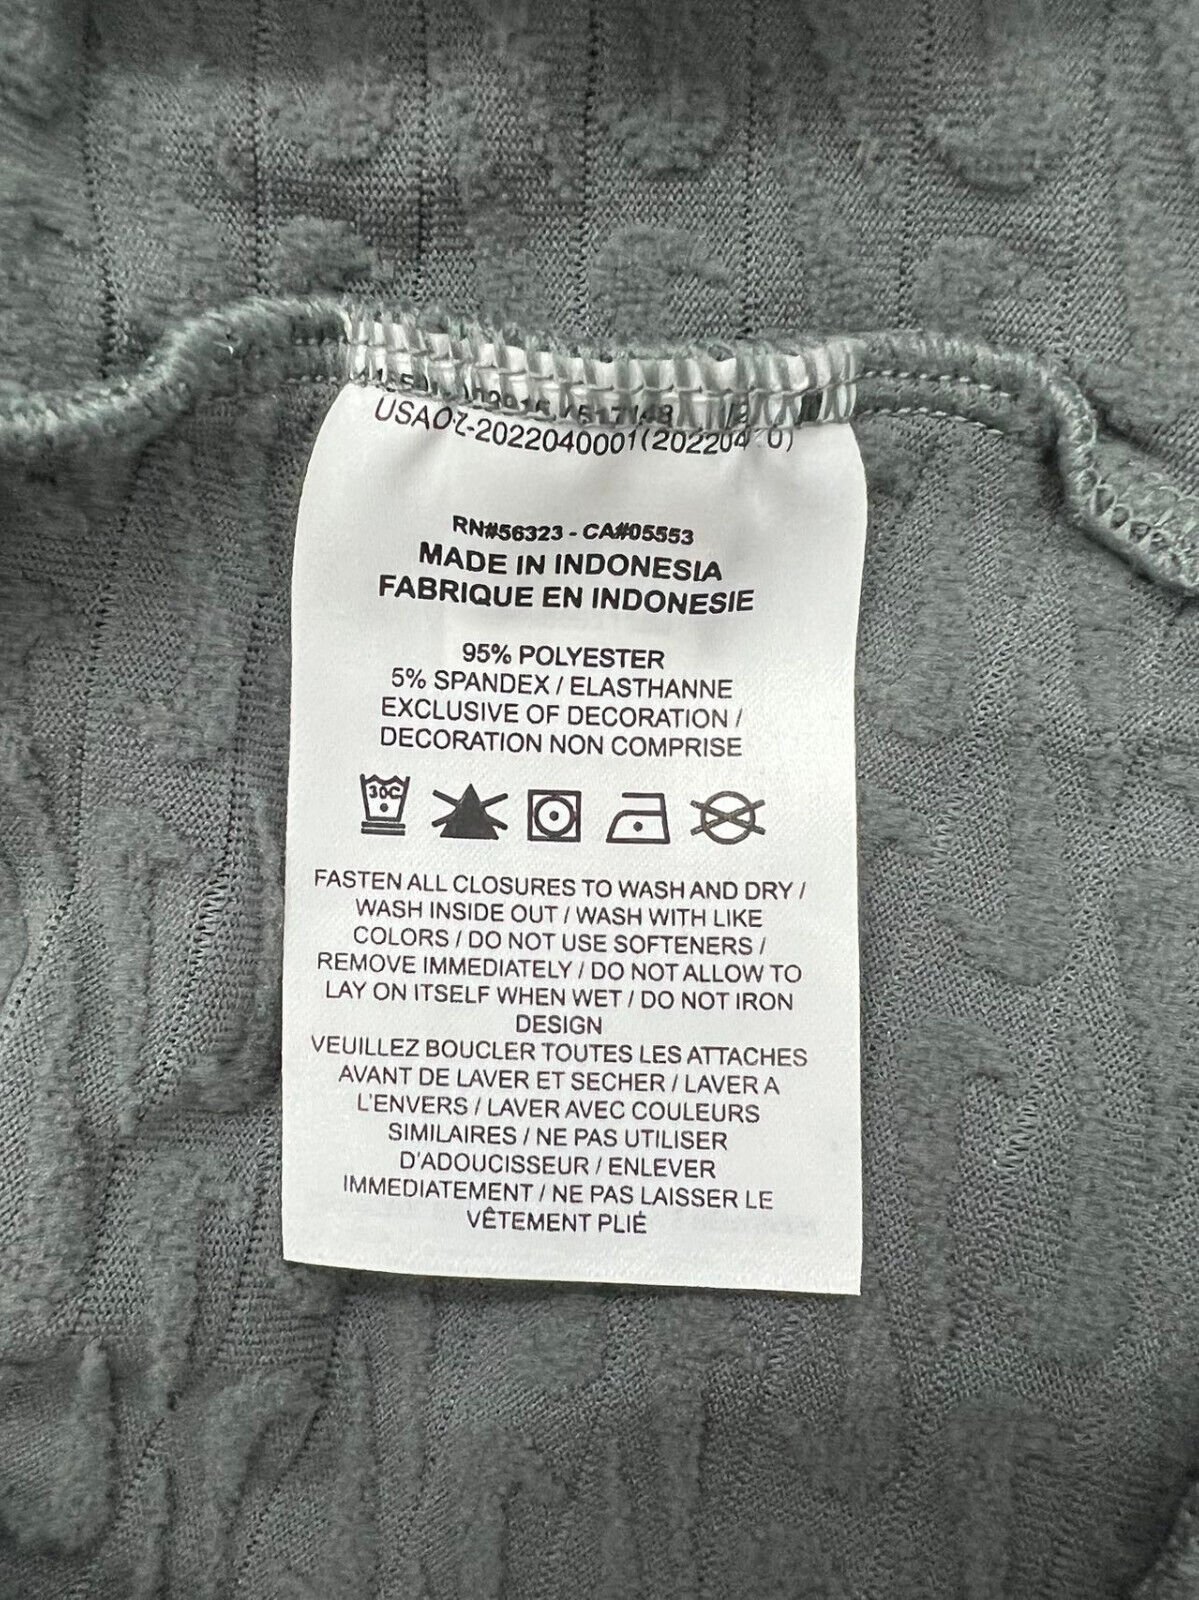 RN#56323 - CA#05553
MADE IN INDONESIA
FABRIQUE EN INDONESIE
95% POLYESTER
5% SPANDEX / ELASTHANNE
EXCLUSIVE OF DECORATION /
DECORATION NON COMPRISE
30C
FASTEN ALL CLOSURES TO WASH AND DRY /
WASH INSIDE OUT / WASH WITH LIKE
COLORS / DO NOT USE SOFTENERS /
REMOVE IMMEDIATELY / DO NOT ALLOW TO
LAY ON ITSELF WHEN WET / DO NOT IRON
DESIGN
VEUILLEZ BOUCLER TOUTES LES ATTACHES
AVANT DE LAVER ET SECHER / LAVER A
L'ENVERS / LAVER AVEC COULEURS
SIMILAIRES / NE PAS UTILISER
D'ADOUCISSEUR / ENLEVER
IMMEDIATEMENT / NE PAS LAISSER LE
VÊTEMENT PLIÉ